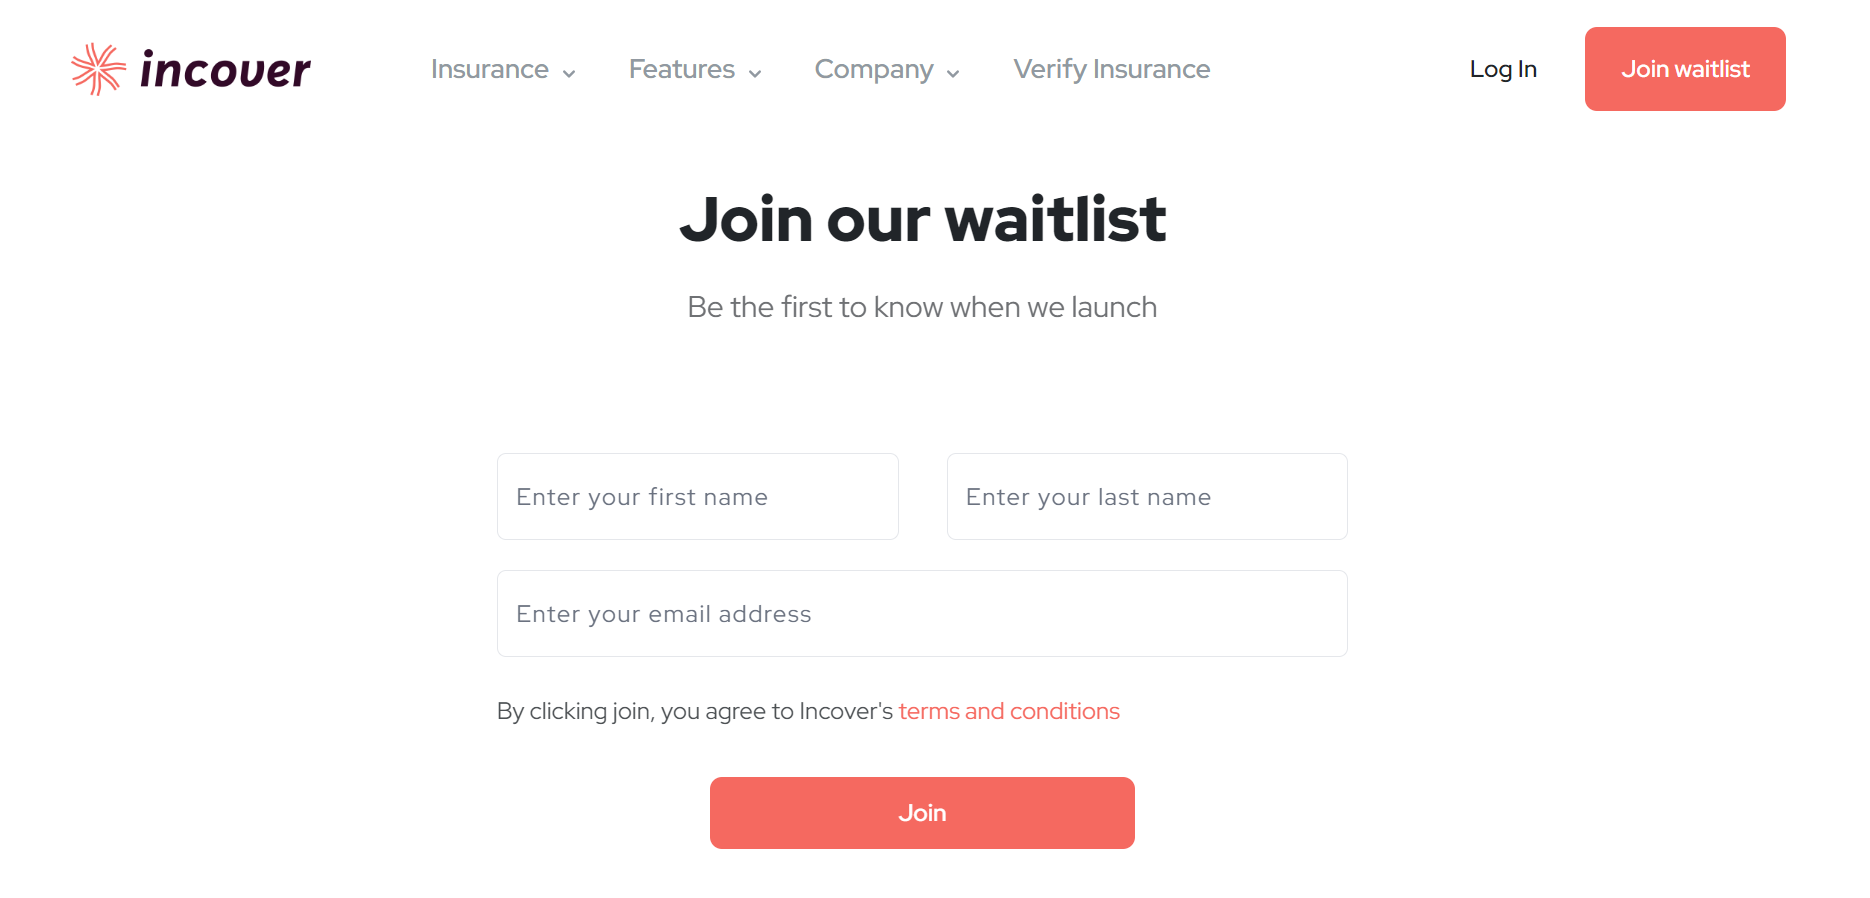 incover
Insurance
Features
Company
Verify Insurance
Log In
Join waitlist
Join our waitlist
Be the first to know when we launch
Enter your first name
Enter your last name
Enter your email address
By clicking join, you agree to Incover's terms and conditions
Join